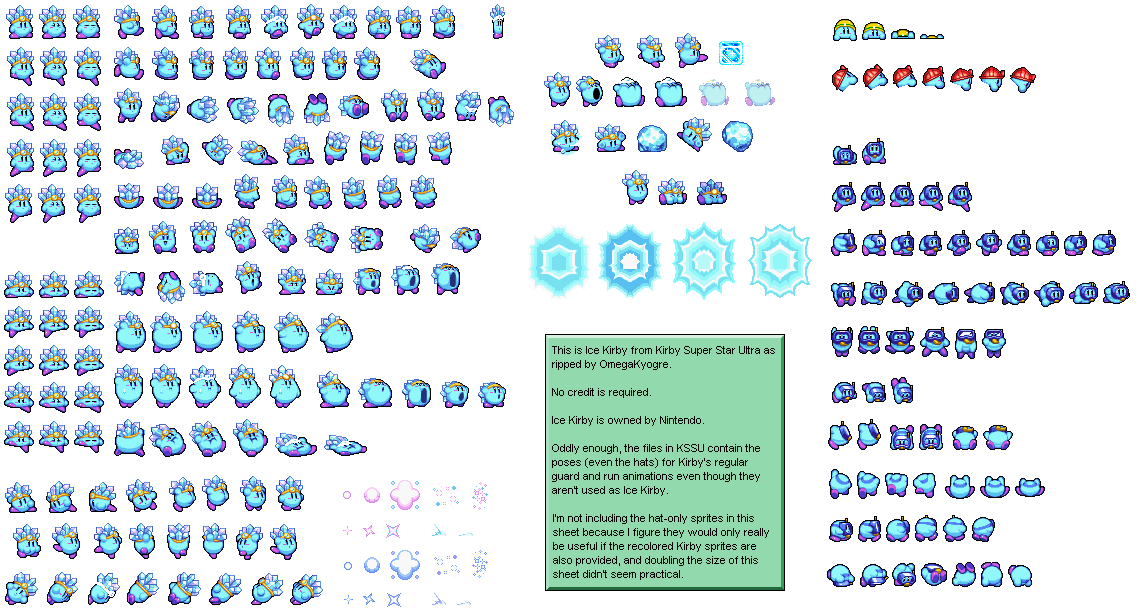 This is Ice Kirby from Kirby Super Star Ultra as
ripped by OmegaKyogre.
No credit is required.
Ice Kirby is owned by Nintendo.
Oddly enough, the files in KSSU contain the
poses (even the hats) for Kirby's regular
guard and run animations even though they
aren't used as Ice Kirby.
I'm not including the hat-only sprites in this
sheet because I figure they would only really
be useful if the recolored Kirby sprites are
also provided, and doubling the size of this
sheet didn't seem practical.